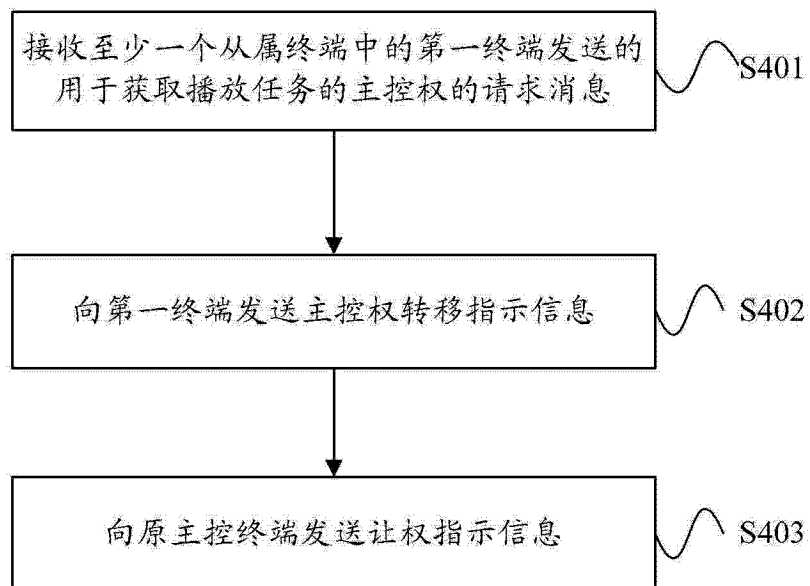 接收至少一个从属终端中的第一终端发送的
用于获取播放任务的主控权的请求消息
S401
向第一终端发送主控权转移指示信息
S402
向原主控终端发送让权指示信息
S403